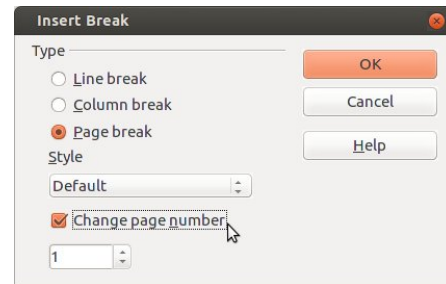 Insert Break
Type
Line break
Column break
Page break
Style
Default
Change page number
1
OK
Cancel
Help